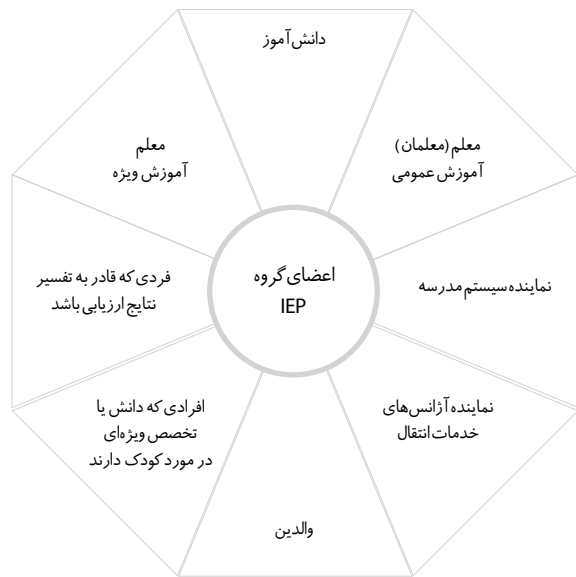 دانش‌آموز
معلم (معلمان)
آموزش عمومی
معلم
آموزش ویژه
نماینده سیستم مدرسه
اعضای گروه
IEP
فردی که قادر به تفسیر
نتایج ارزیابی باشد
نماینده آژانس‌های
خدمات انتقال
افرادی که دانش یا
تخصص ویژه‌ای
در مورد کودک دارند
والدین